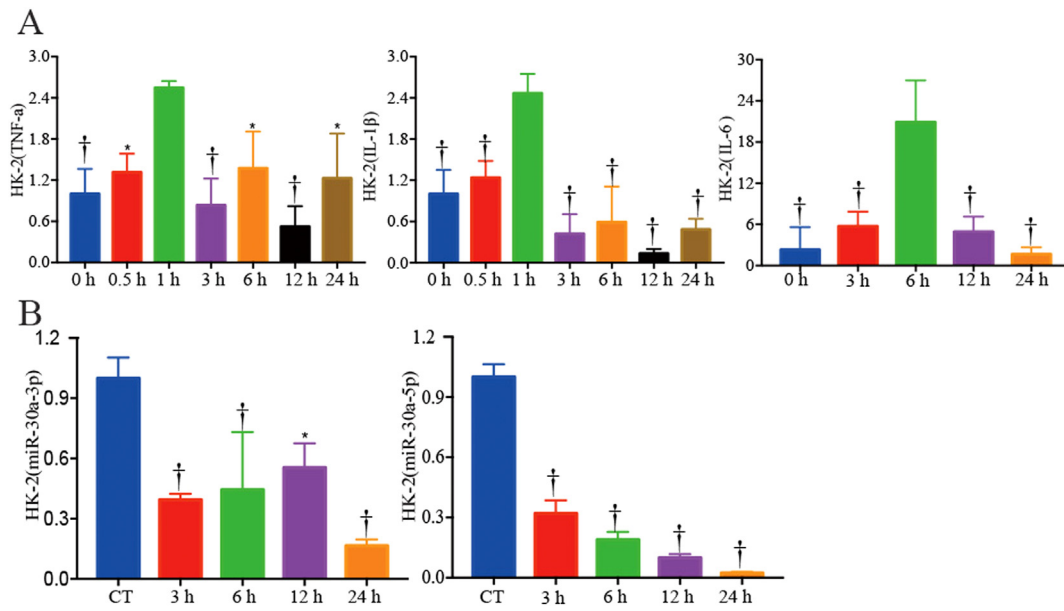 A
HK-2(TNF-a)
3.0
2.4
1.8
1.2
0.6
0.0
† * † * † *
0 h 0.5 h 1 h 3 h 6 h 12 h 24 h
HK-2(IL-1β)
3.0
2.4
1.8
1.2
0.6
0.0
† † † † † †
0 h 0.5 h 1 h 3 h 6 h 12 h 24 h
HK-2(IL-6)
30
24
18
12
6
0
† † † *
0 h 3 h 6 h 12 h 24 h
B
HK-2(miR-30a-3p)
1.2
0.9
0.6
0.3
0.0
† † * †
CT 3 h 6 h 12 h 24 h
HK-2(miR-30a-5p)
1.2
0.9
0.6
0.3
0.0
† † † †
CT 3 h 6 h 12 h 24 h